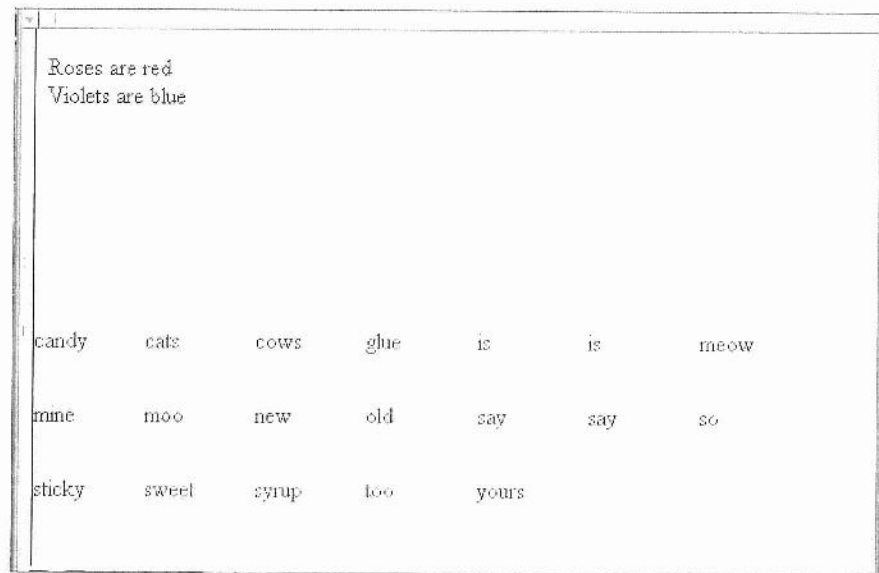 Roses are red
Violets are blue
candy cats cows glue is is meow
mine moo new old say say so
sticky sweet syrup too yours